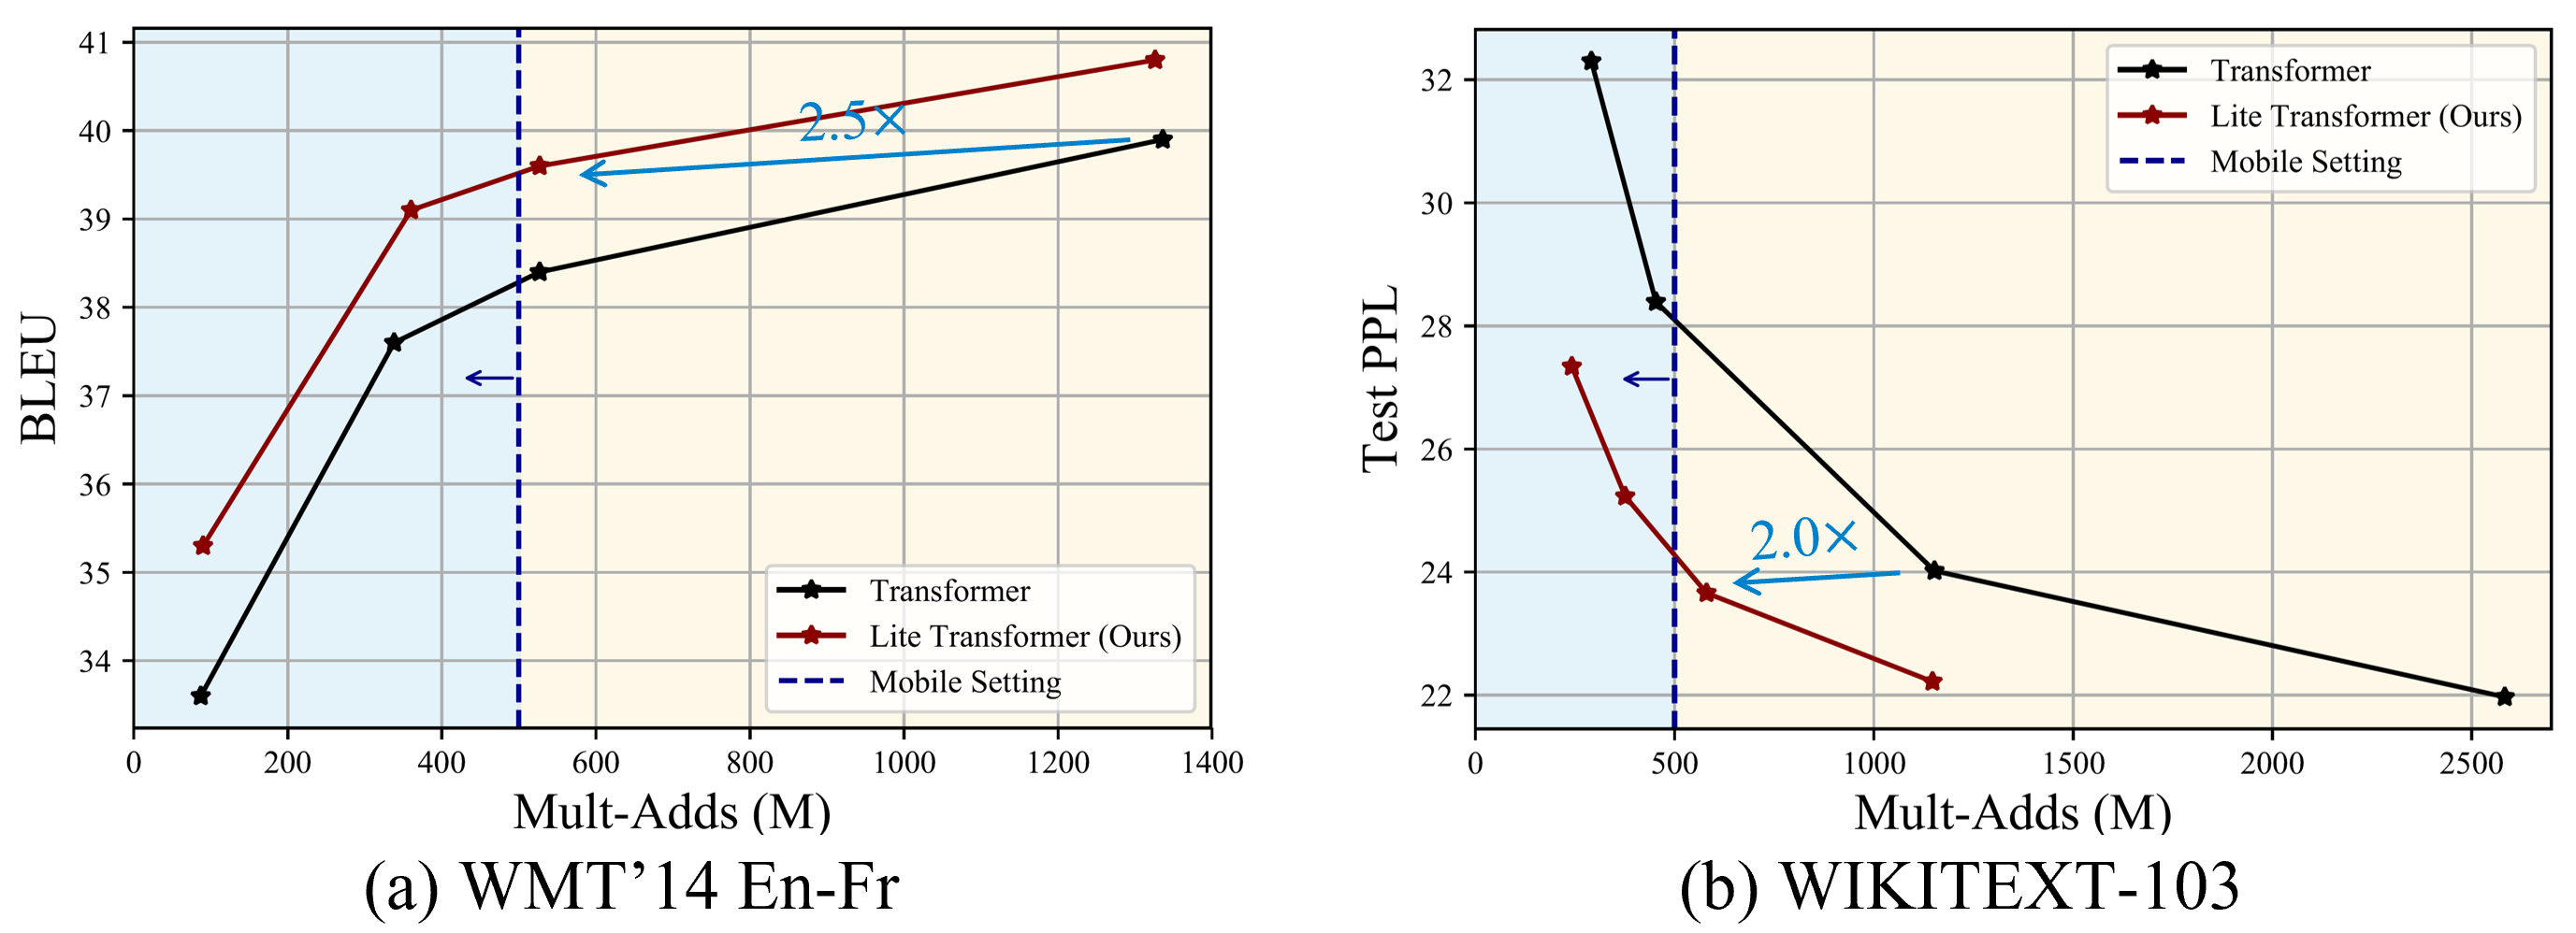 41
40
39
38
37
36
35
34
BLEU
2.5×
Transformer
Lite Transformer (Ours)
Mobile Setting
0 200 400 600 800 1000 1200 1400
Mult-Adds (M)
(a) WMT’14 En-Fr
32
30
28
26
24
22
Test PPL
Transformer
Lite Transformer (Ours)
Mobile Setting
2.0×
0 500 1000 1500 2000 2500
Mult-Adds (M)
(b) WIKITEXT-103